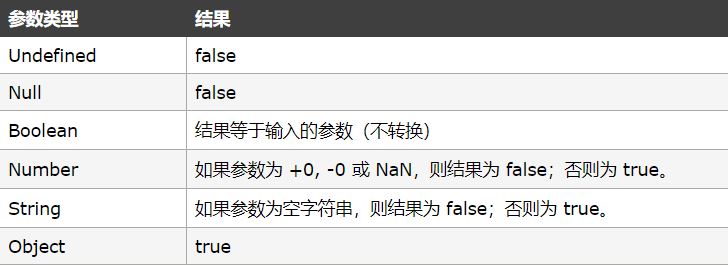 参数类型 结果
Undefined false
Null false
Boolean 结果等于输入的参数（不转换）
Number 如果参数为 +0, -0 或 NaN，则结果为 false；否则为 true。
String 如果参数为空字符串，则结果为 false；否则为 true。
Object true